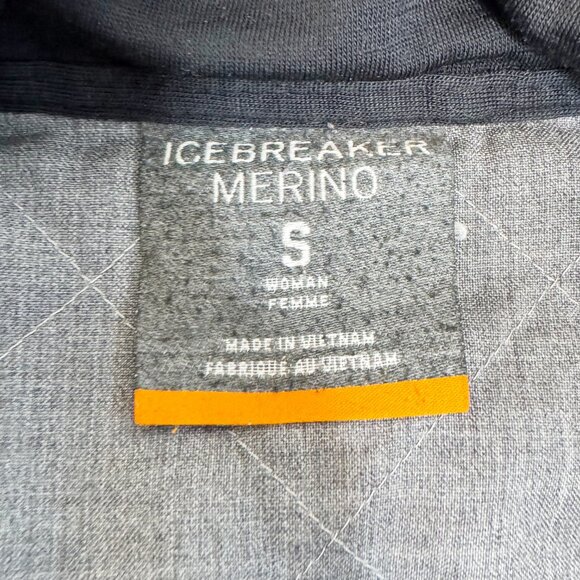 ICEBREAKER
MERINO
S
WOMAN
FEMME
MADE IN VIETNAM
FABRIQUÉ AU VIETNAM